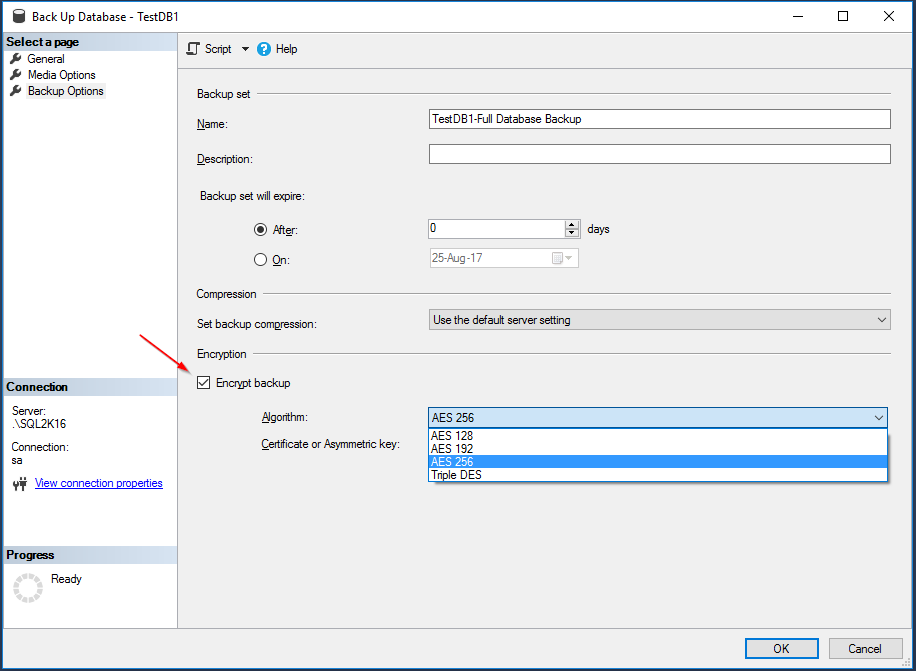 Back Up Database - TestDB1
Select a page
General
Media Options
Backup Options
Script
Help
Backup set
Name:
TestDB1-Full Database Backup
Description:
Backup set will expire:
After:
0
days
On:
25-Aug-17
Compression
Set backup compression:
Use the default server setting
Encryption
Encrypt backup
Algorithm:
AES 256
Certificate or Asymmetric key:
AES 128
AES 192
AES 256
Triple DES
Connection
Server:
.\SQL2K16
Connection:
sa
View connection properties
Progress
Ready
OK
Cancel